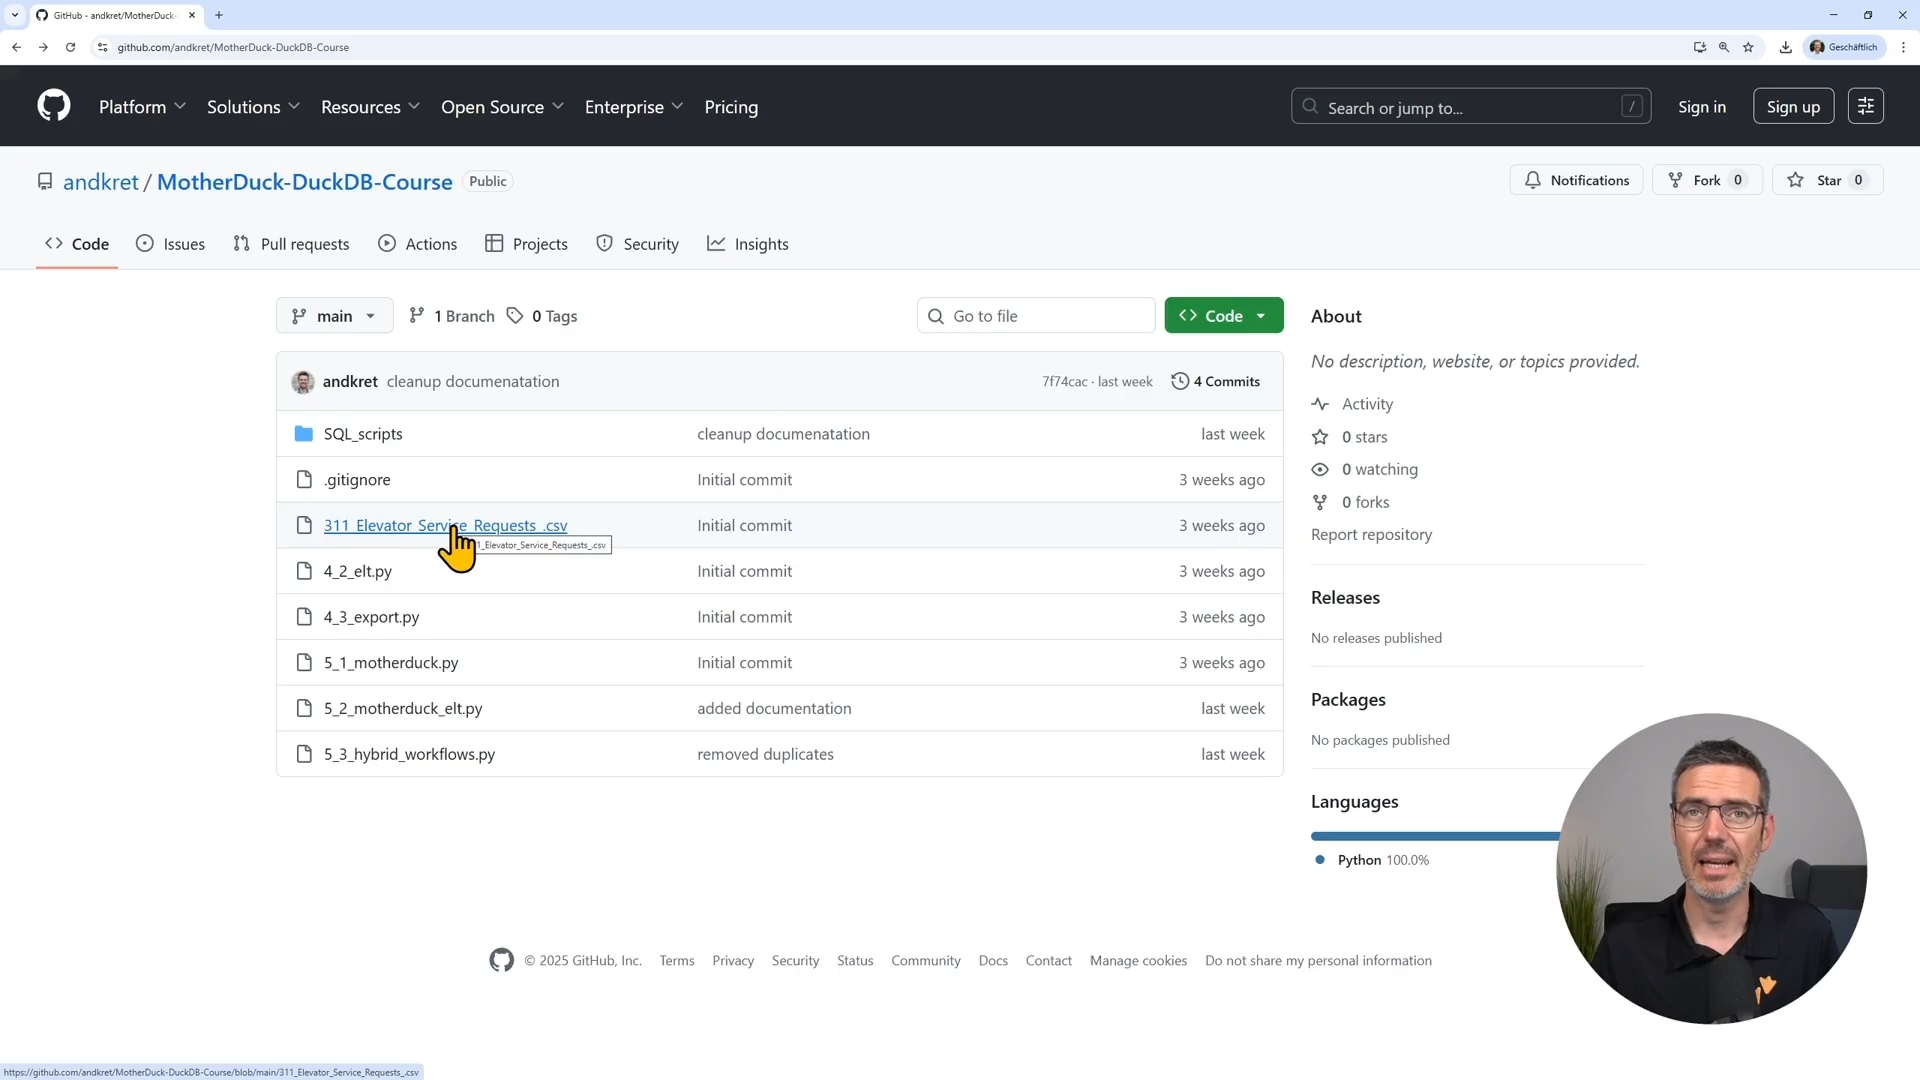 GitHub - andkret/MotherDuck-
github.com/andkret/MotherDuck-DuckDB-Course
Geschäftlich
Platform Solutions Resources Open Source Enterprise Pricing
Search or jump to... /
Sign in
Sign up
andkret / MotherDuck-DuckDB-Course Public
Notifications
Fork 0
Star 0
Code Issues Pull requests Actions Projects Security Insights
main
1 Branch
0 Tags
Go to file
Code
andkret cleanup documenatation 7f74cac · last week 4 Commits
SQL_scripts cleanup documenatation last week
.gitignore Initial commit 3 weeks ago
311_Elevator_Service_Requests_.csv Initial commit 3 weeks ago
1_Elevator_Service_Requests_.csv
4_2_elt.py Initial commit 3 weeks ago
4_3_export.py Initial commit 3 weeks ago
5_1_motherduck.py Initial commit 3 weeks ago
5_2_motherduck_elt.py added documentation last week
5_3_hybrid_workflows.py removed duplicates last week
About
No description, website, or topics provided.
Activity
0 stars
0 watching
0 forks
Report repository
Releases
No releases published
Packages
No packages published
Languages
Python 100.0%
© 2025 GitHub, Inc. Terms Privacy Security Status Community Docs Contact Manage cookies Do not share my personal information
https://github.com/andkret/MotherDuck-DuckDB-Course/blob/main/311_Elevator_Service_Requests_.csv